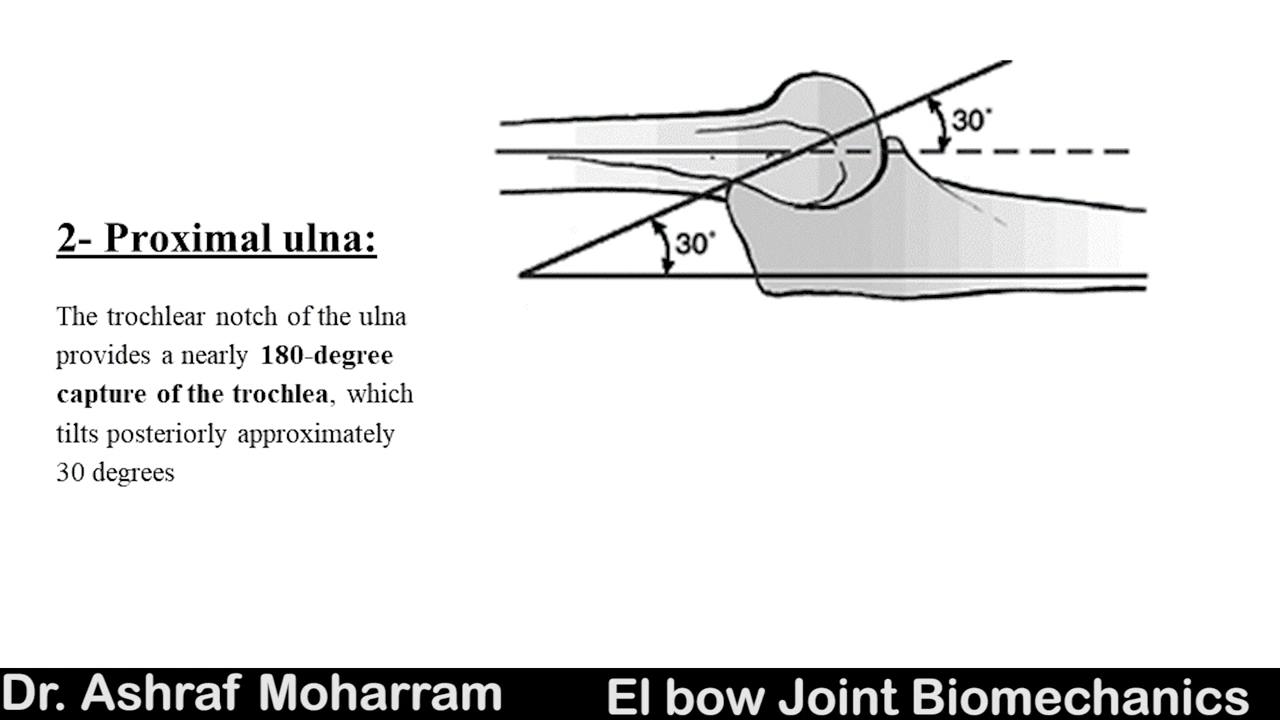 2- Proximal ulna:
The trochlear notch of the ulna
provides a nearly 180-degree
capture of the trochlea, which
tilts posteriorly approximately
30 degrees
30°
30°
Dr. Ashraf Moharram
El bow Joint Biomechanics